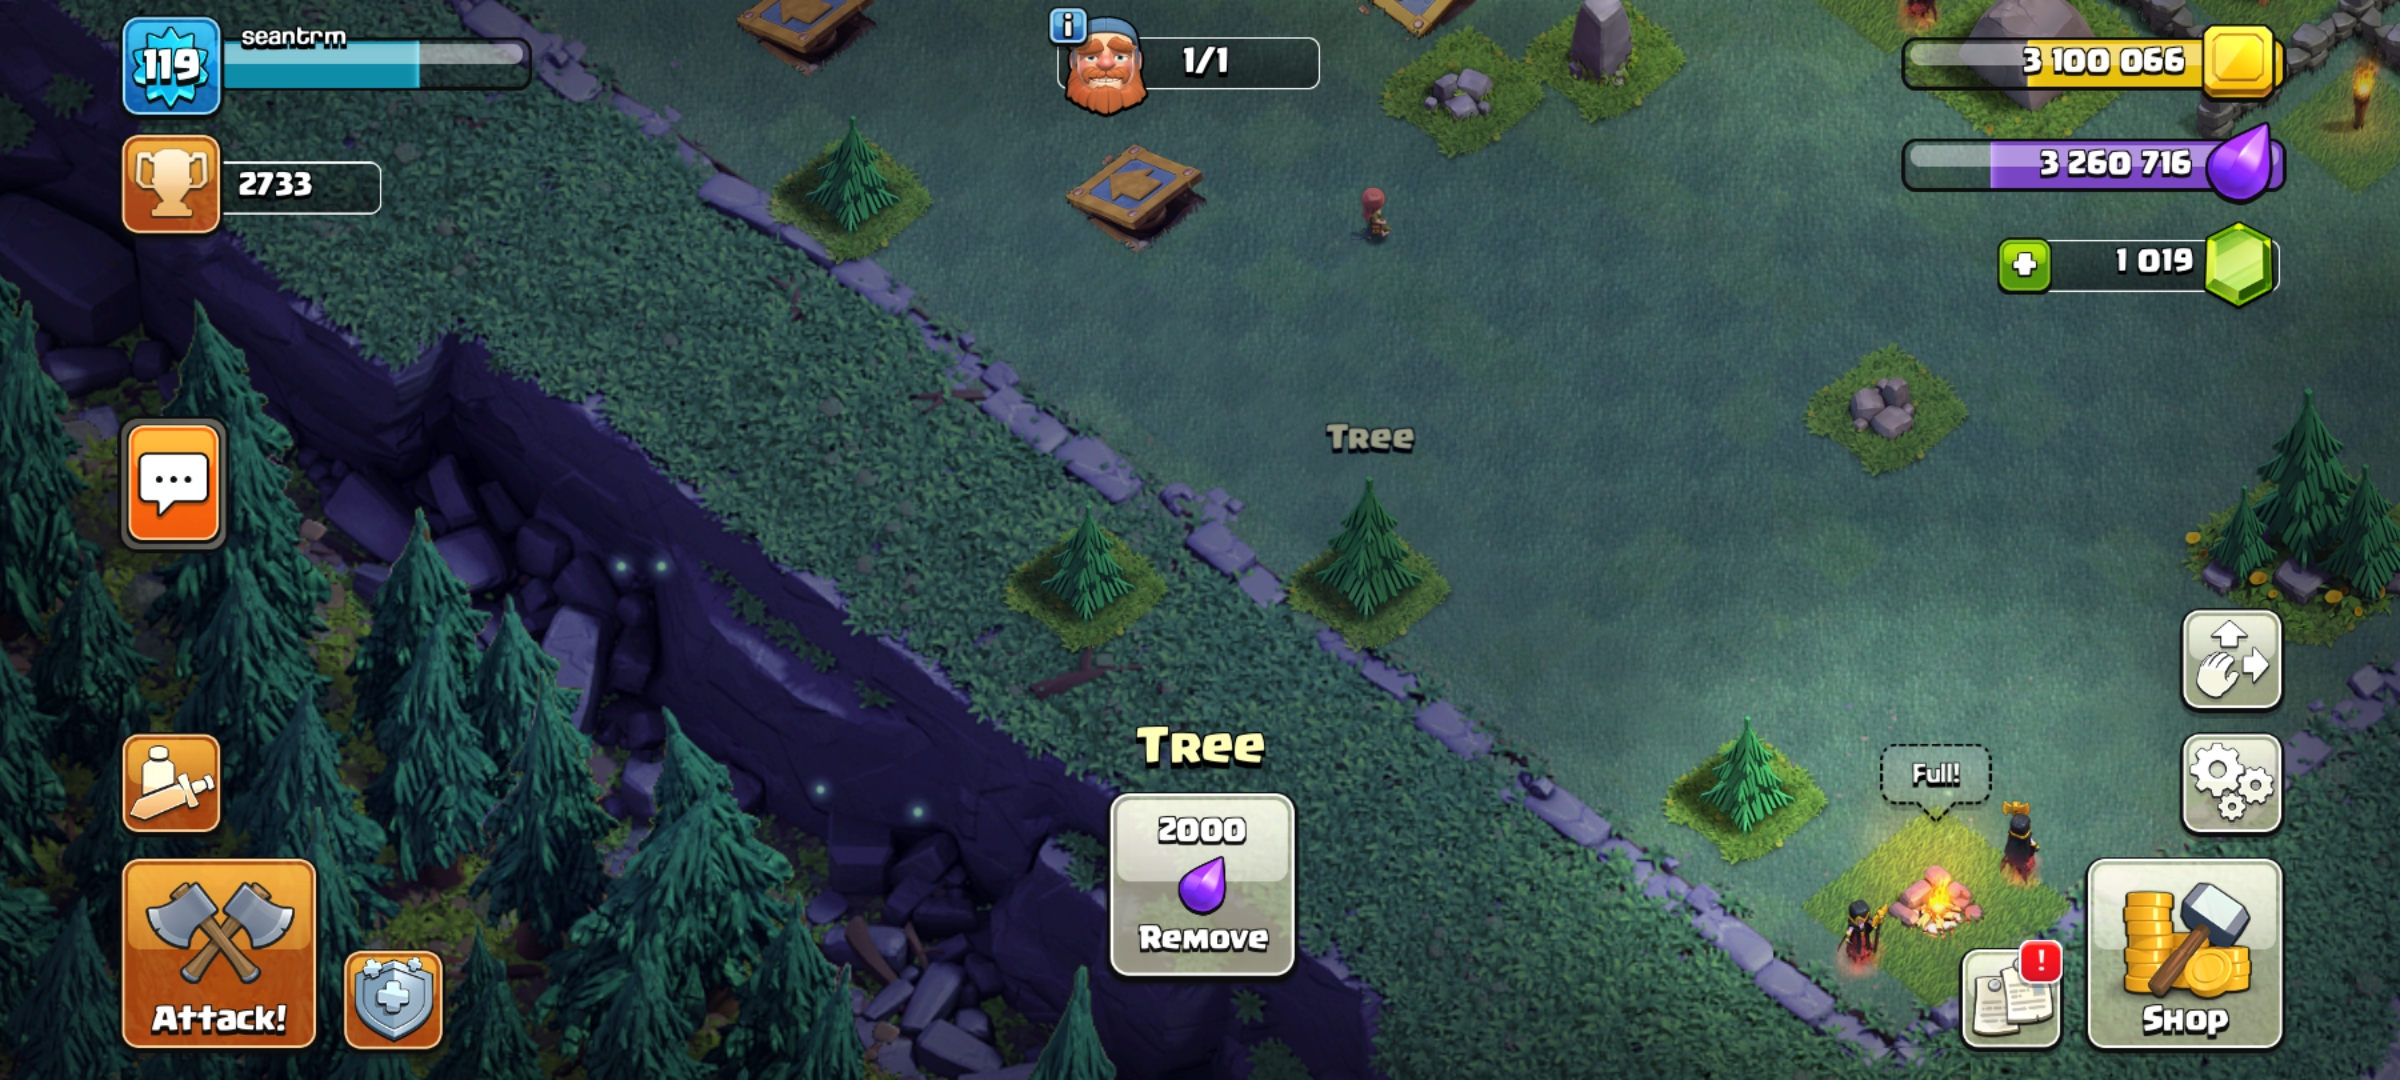 119
seantrm
1/1
3 100 066
2733
3 260 716
1 019
Tree
Tree
2000
Remove
Full!
!
Attack!
Shop